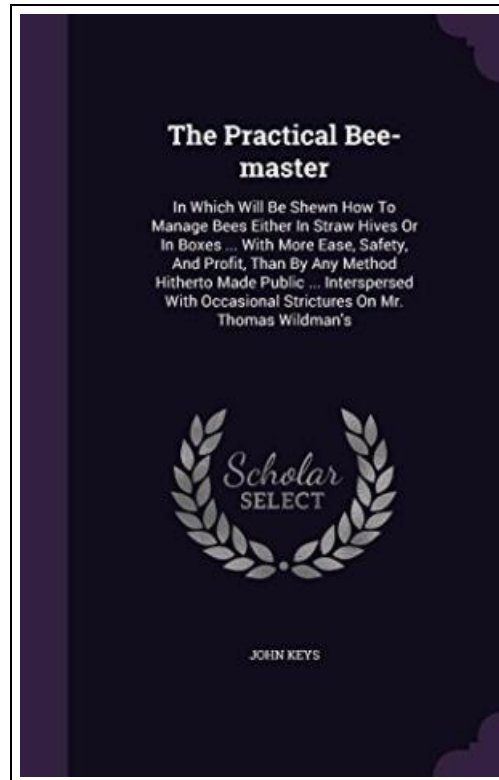 The Practical Bee-
master
In Which Will Be Shewn How To
Manage Bees Either In Straw Hives Or
In Boxes ... With More Ease, Safety,
And Profit, Than By Any Method
Hitherto Made Public ... Interspersed
With Occasional Strictures On Mr.
Thomas Wildman's
Scholar
SELECT
JOHN KEYS